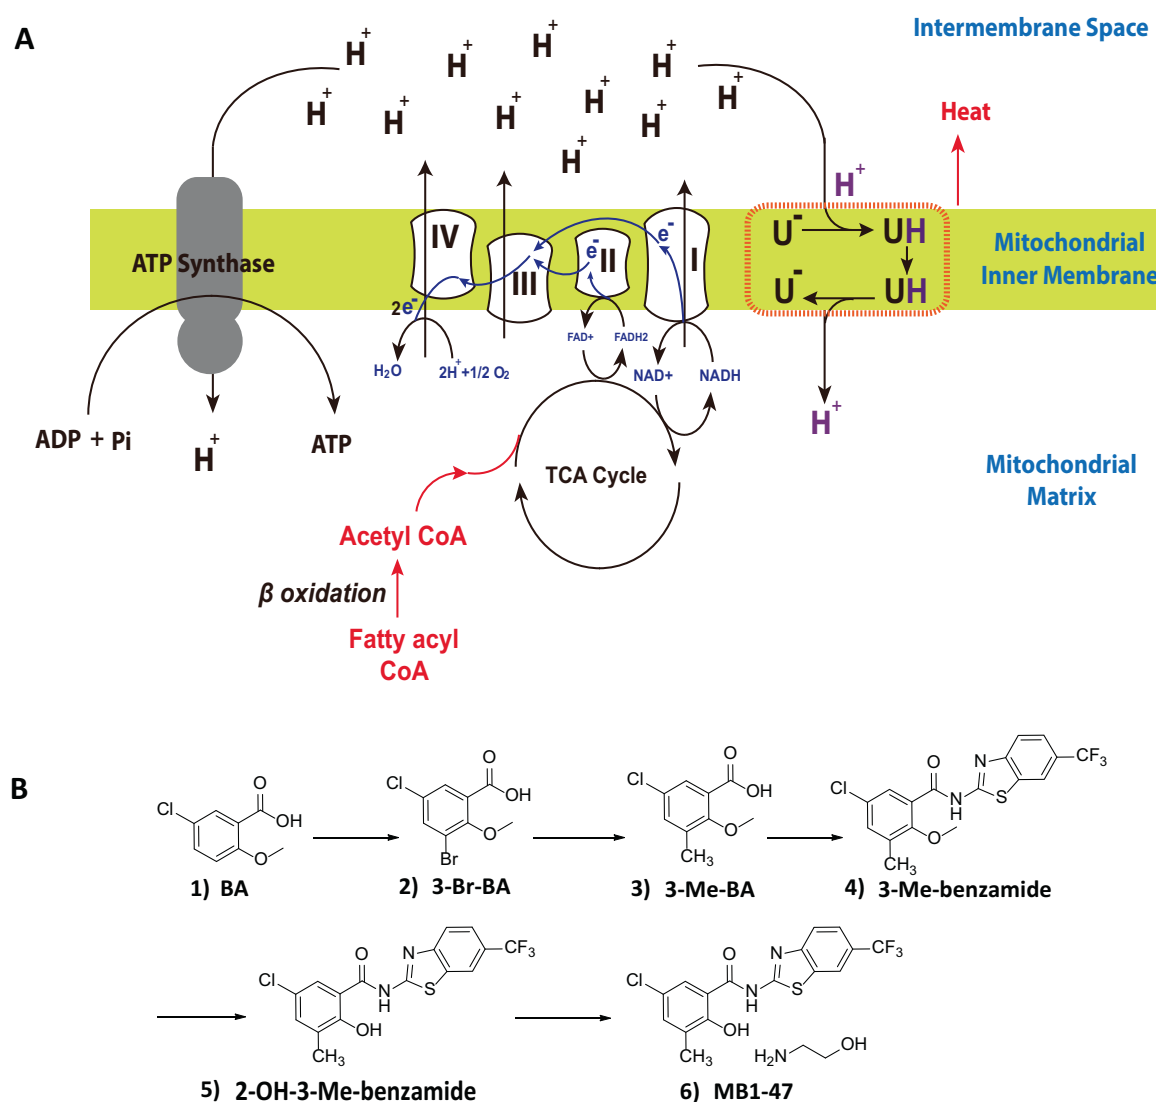 A
Intermembrane Space
H+
H+
H+
H+
H+
H+
H+
H+
H+
H+
H+
Heat
H+
U- UH
U- UH
Mitochondrial
Inner Membrane
ATP Synthase
IV
III
II
I
e-
e-
2e-
FAD+ FADH2
H2O
2H+ +1/2 O2
NAD+ NADH
ADP + Pi
H+
ATP
H+
TCA Cycle
Mitochondrial
Matrix
Acetyl CoA
β oxidation
Fatty acyl
CoA
B
Cl
O
OH
O
1) BA
Cl
O
OH
O
Br
2) 3-Br-BA
Cl
O
OH
O
CH3
3) 3-Me-BA
Cl
O
N
H
O
CH3
N
S
CF3
4) 3-Me-benzamide
Cl
O
N
H
OH
CH3
N
S
CF3
5) 2-OH-3-Me-benzamide
Cl
O
N
H
OH
CH3
N
S
CF3
H2N
OH
6) MB1-47